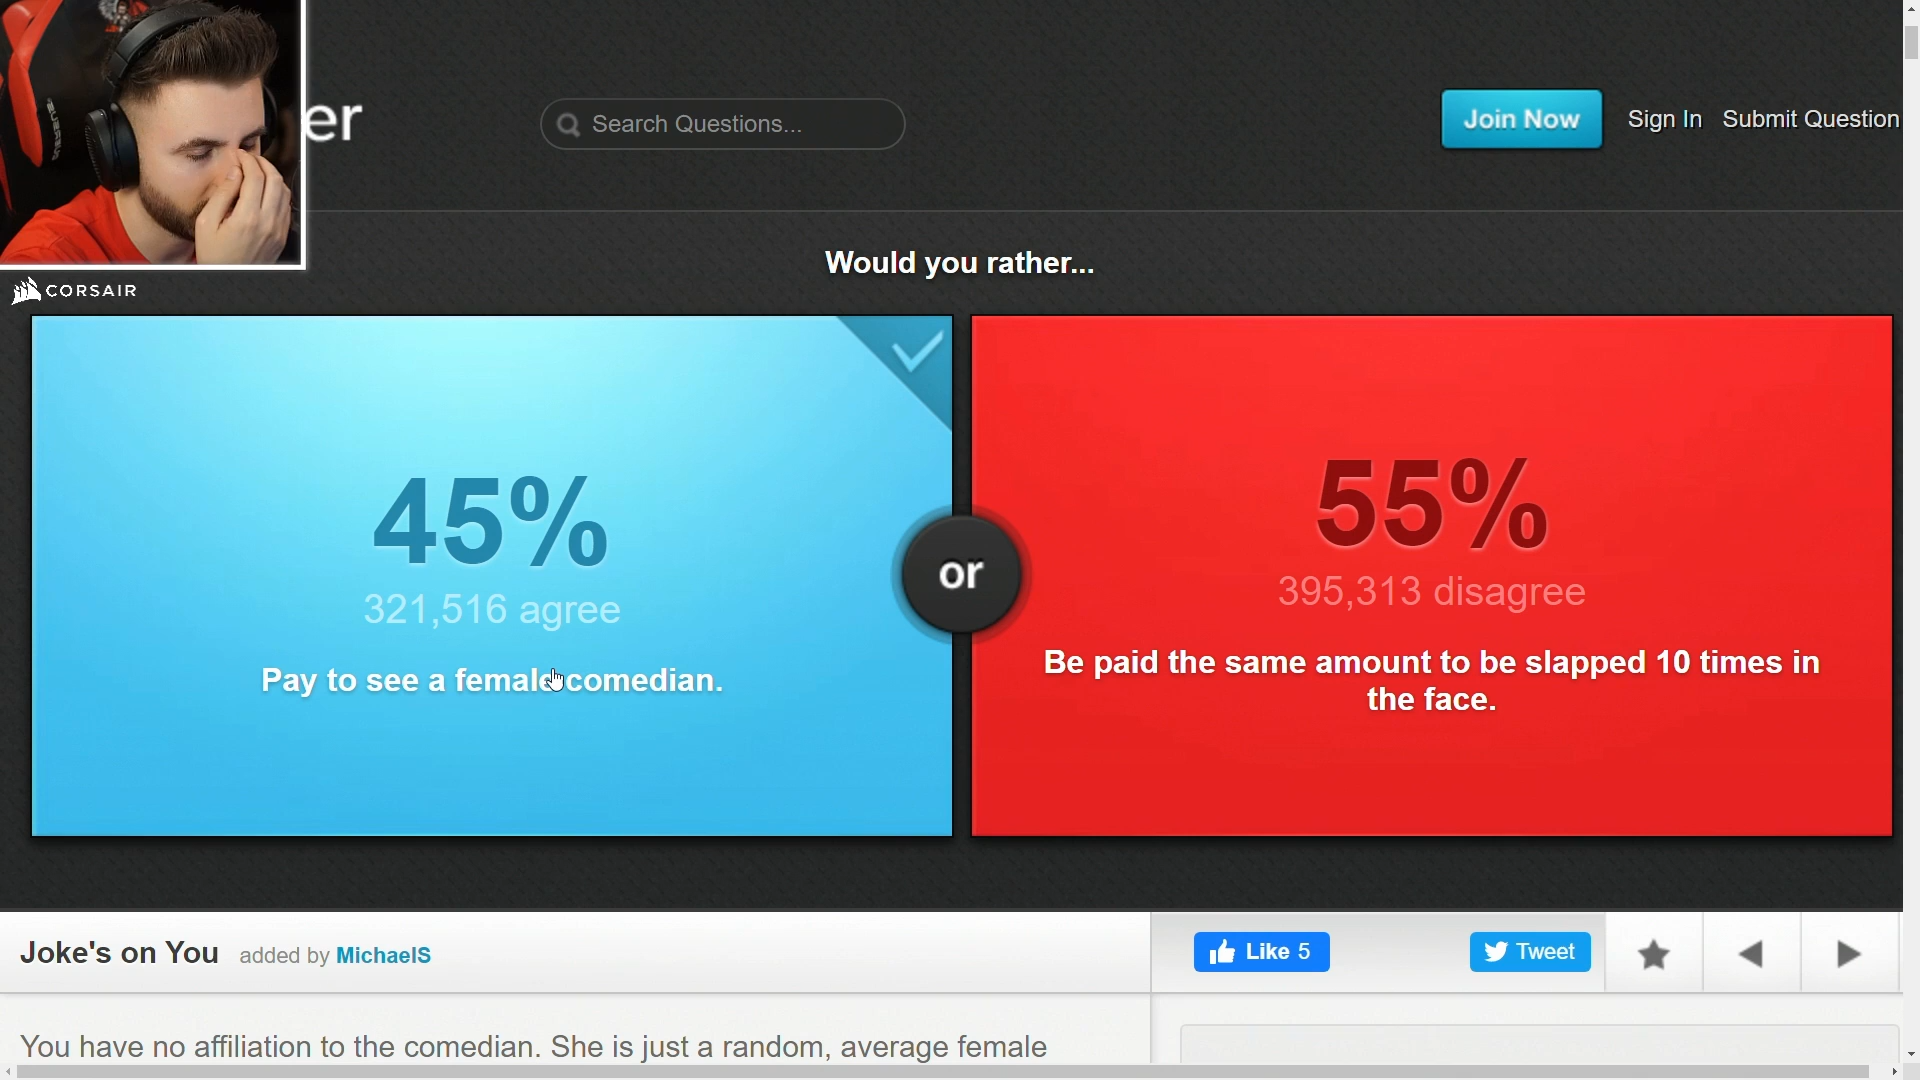 er
Search Questions...
Join Now
Sign In
Submit Question
CORSAIR
Would you rather...
45%
321,516 agree
Pay to see a female comedian.
or
55%
395,313 disagree
Be paid the same amount to be slapped 10 times in
the face.
Joke's on You added by MichaelS
Like 5
Tweet
You have no affiliation to the comedian. She is just a random, average female